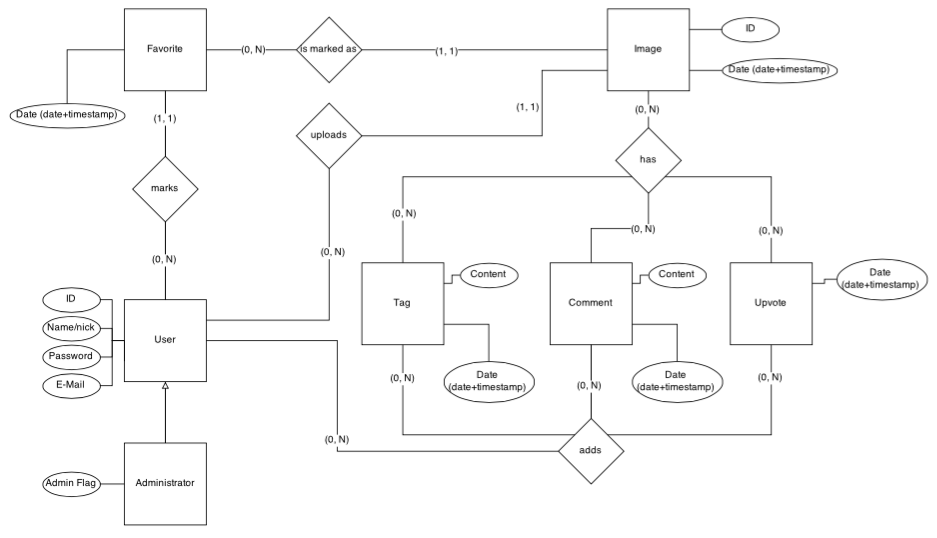 Favorite
(0, N)
is marked as
(1, 1)
Image
ID
Date (date+timestamp)
Date (date+timestamp)
(1, 1)
uploads
(1, 1)
(0, N)
has
marks
(0, N)
(0, N)
(0, N)
(0, N)
(0, N)
Tag
Content
Comment
Content
Upvote
Date
(date+timestamp)
ID
Name/nick
Password
E-Mail
User
(0, N)
Date
(date+timestamp)
(0, N)
Date
(date+timestamp)
(0, N)
(0, N)
adds
Admin Flag
Administrator